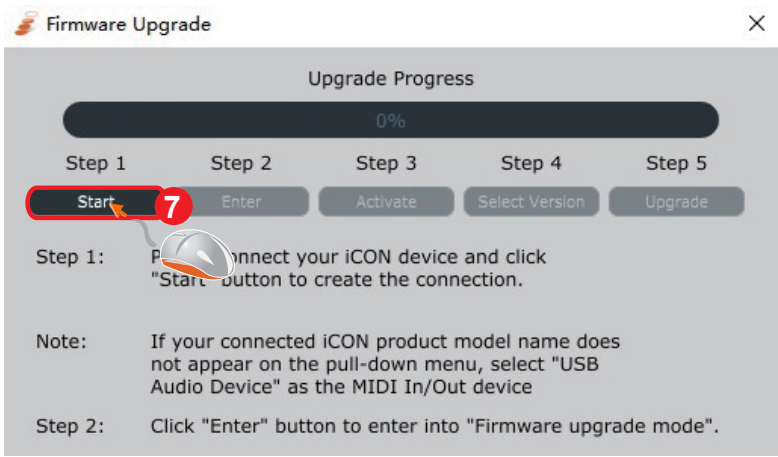 Firmware Upgrade
Upgrade Progress
0%
Step 1 Step 2 Step 3 Step 4 Step 5
Start 7 Enter Activate Select Version Upgrade
Step 1: connect your iCON device and click
"Start" button to create the connection.
Note: If your connected iCON product model name does
not appear on the pull-down menu, select "USB
Audio Device" as the MIDI In/Out device
Step 2: Click "Enter" button to enter into "Firmware upgrade mode".